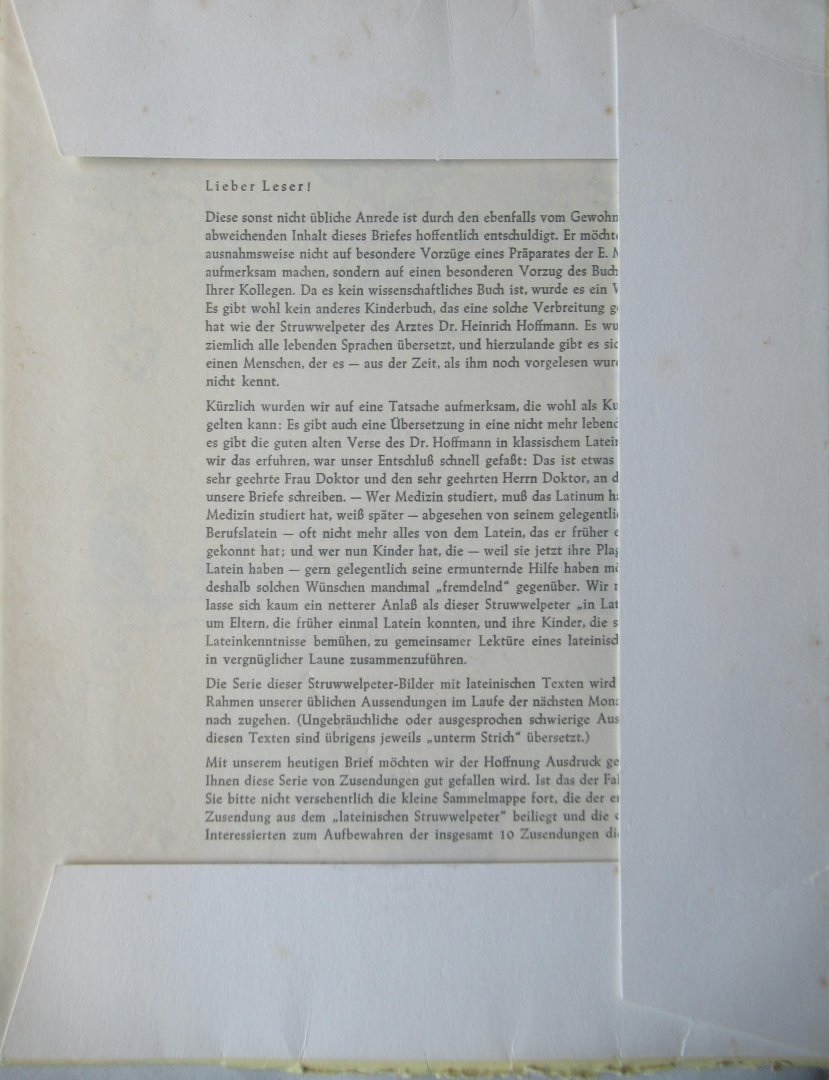 Lieber Leser!
Diese sonst nicht übliche Anrede ist durch den ebenfalls vom Gewohn
abweichenden Inhalt dieses Briefes hoffentlich entschuldigt. Er möcht
ausnahmsweise nicht auf besondere Vorzüge eines Präparates der E.
aufmerksam machen, sondern auf einen besonderen Vorzug des Buch
Ihrer Kollegen. Da es kein wissenschaftliches Buch ist, wurde es ein
Es gibt wohl kein anderes Kinderbuch, das eine solche Verbreitung g
hat wie der Struwwelpeter des Arztes Dr. Heinrich Hoffmann. Es wu
ziemlich alle lebenden Sprachen übersetzt, und hierzulande gibt es sic
einen Menschen, der es — aus der Zeit, als ihm noch vorgelesen wur
nicht kennt.
Kürzlich wurden wir auf eine Tatsache aufmerksam, die wohl als Ku
gelten kann: Es gibt auch eine Übersetzung in eine nicht mehr lebend
es gibt die guten alten Verse des Dr. Hoffmann in klassischem Latei
wir das erfuhren, war unser Entschluß schnell gefaßt: Das ist etwas
sehr geehrte Frau Doktor und den sehr geehrten Herrn Doktor, an d
unsere Briefe schreiben. — Wer Medizin studiert, muß das Latinum h
Medizin studiert hat, weiß später — abgesehen von seinem gelegentli
Berufslatein — oft nicht mehr alles von dem Latein, das er früher
gekonnt hat; und wer nun Kinder hat, die — weil sie jetzt ihre Plag
Latein haben — gern gelegentlich seine ermunternde Hilfe haben mö
deshalb solchen Wünschen manchmal „fremdelnd“ gegenüber. Wir
lasse sich kaum ein netterer Anlaß als dieser Struwwelpeter „in Lat
um Eltern, die früher einmal Latein konnten, und ihre Kinder, die s
Lateinkenntnisse bemühen, zu gemeinsamer Lektüre eines lateinisc
in vergnüglicher Laune zusammenzuführen.
Die Serie dieser Struwwelpeter-Bilder mit lateinischen Texten wird
Rahmen unserer üblichen Aussendungen im Laufe der nächsten Mon
nach zugehen. (Ungebräuchliche oder ausgesprochen schwierige Aus
diesen Texten sind übrigens jeweils „unterm Strich“ übersetzt.)
Mit unserem heutigen Brief möchten wir der Hoffnung Ausdruck ge
Ihnen diese Serie von Zusendungen gut gefallen wird. Ist das der Fal
Sie bitte nicht versehentlich die kleine Sammelmappe fort, die der er
Zusendung aus dem „lateinischen Struwwelpeter“ beiliegt und die
Interessierten zum Aufbewahren der insgesamt 10 Zusendungen di